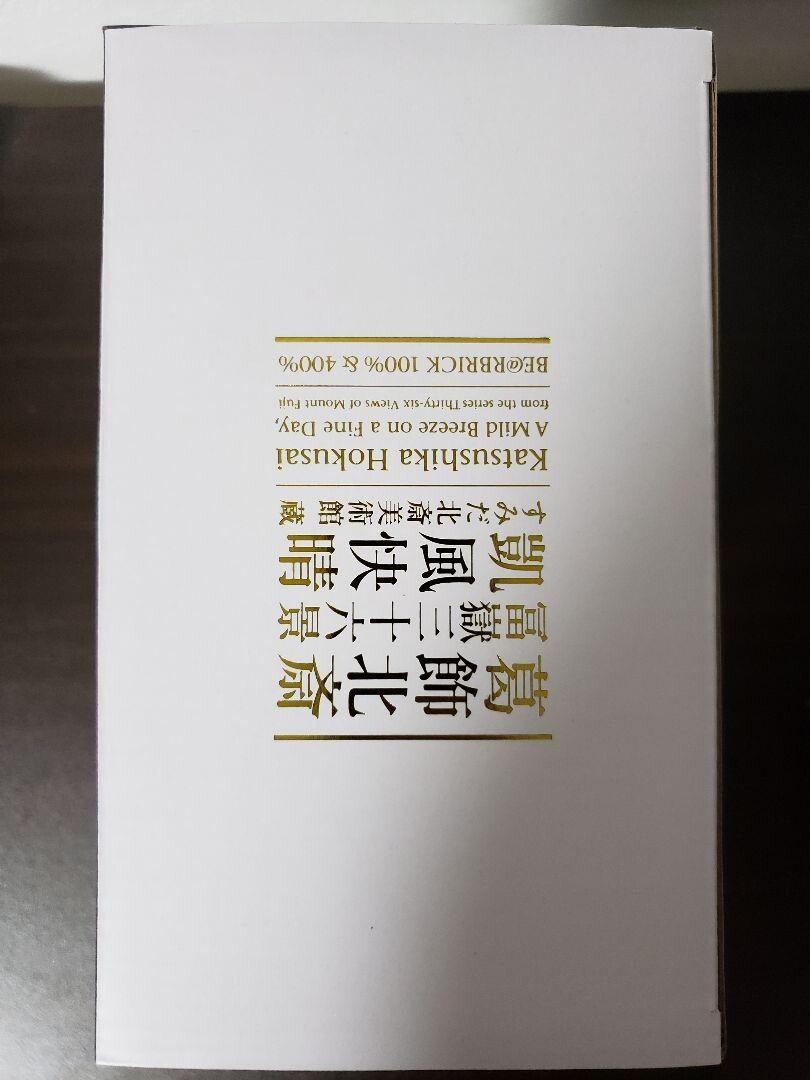 葛飾北斎
冨嶽三十六景
凱風快晴
すみだ北斎美術館 蔵
Katsushika Hokusai
A Mild Breeze on a Fine Day,
from the series Thirty-six Views of Mount Fuji
BE@RBRICK 100% & 400%